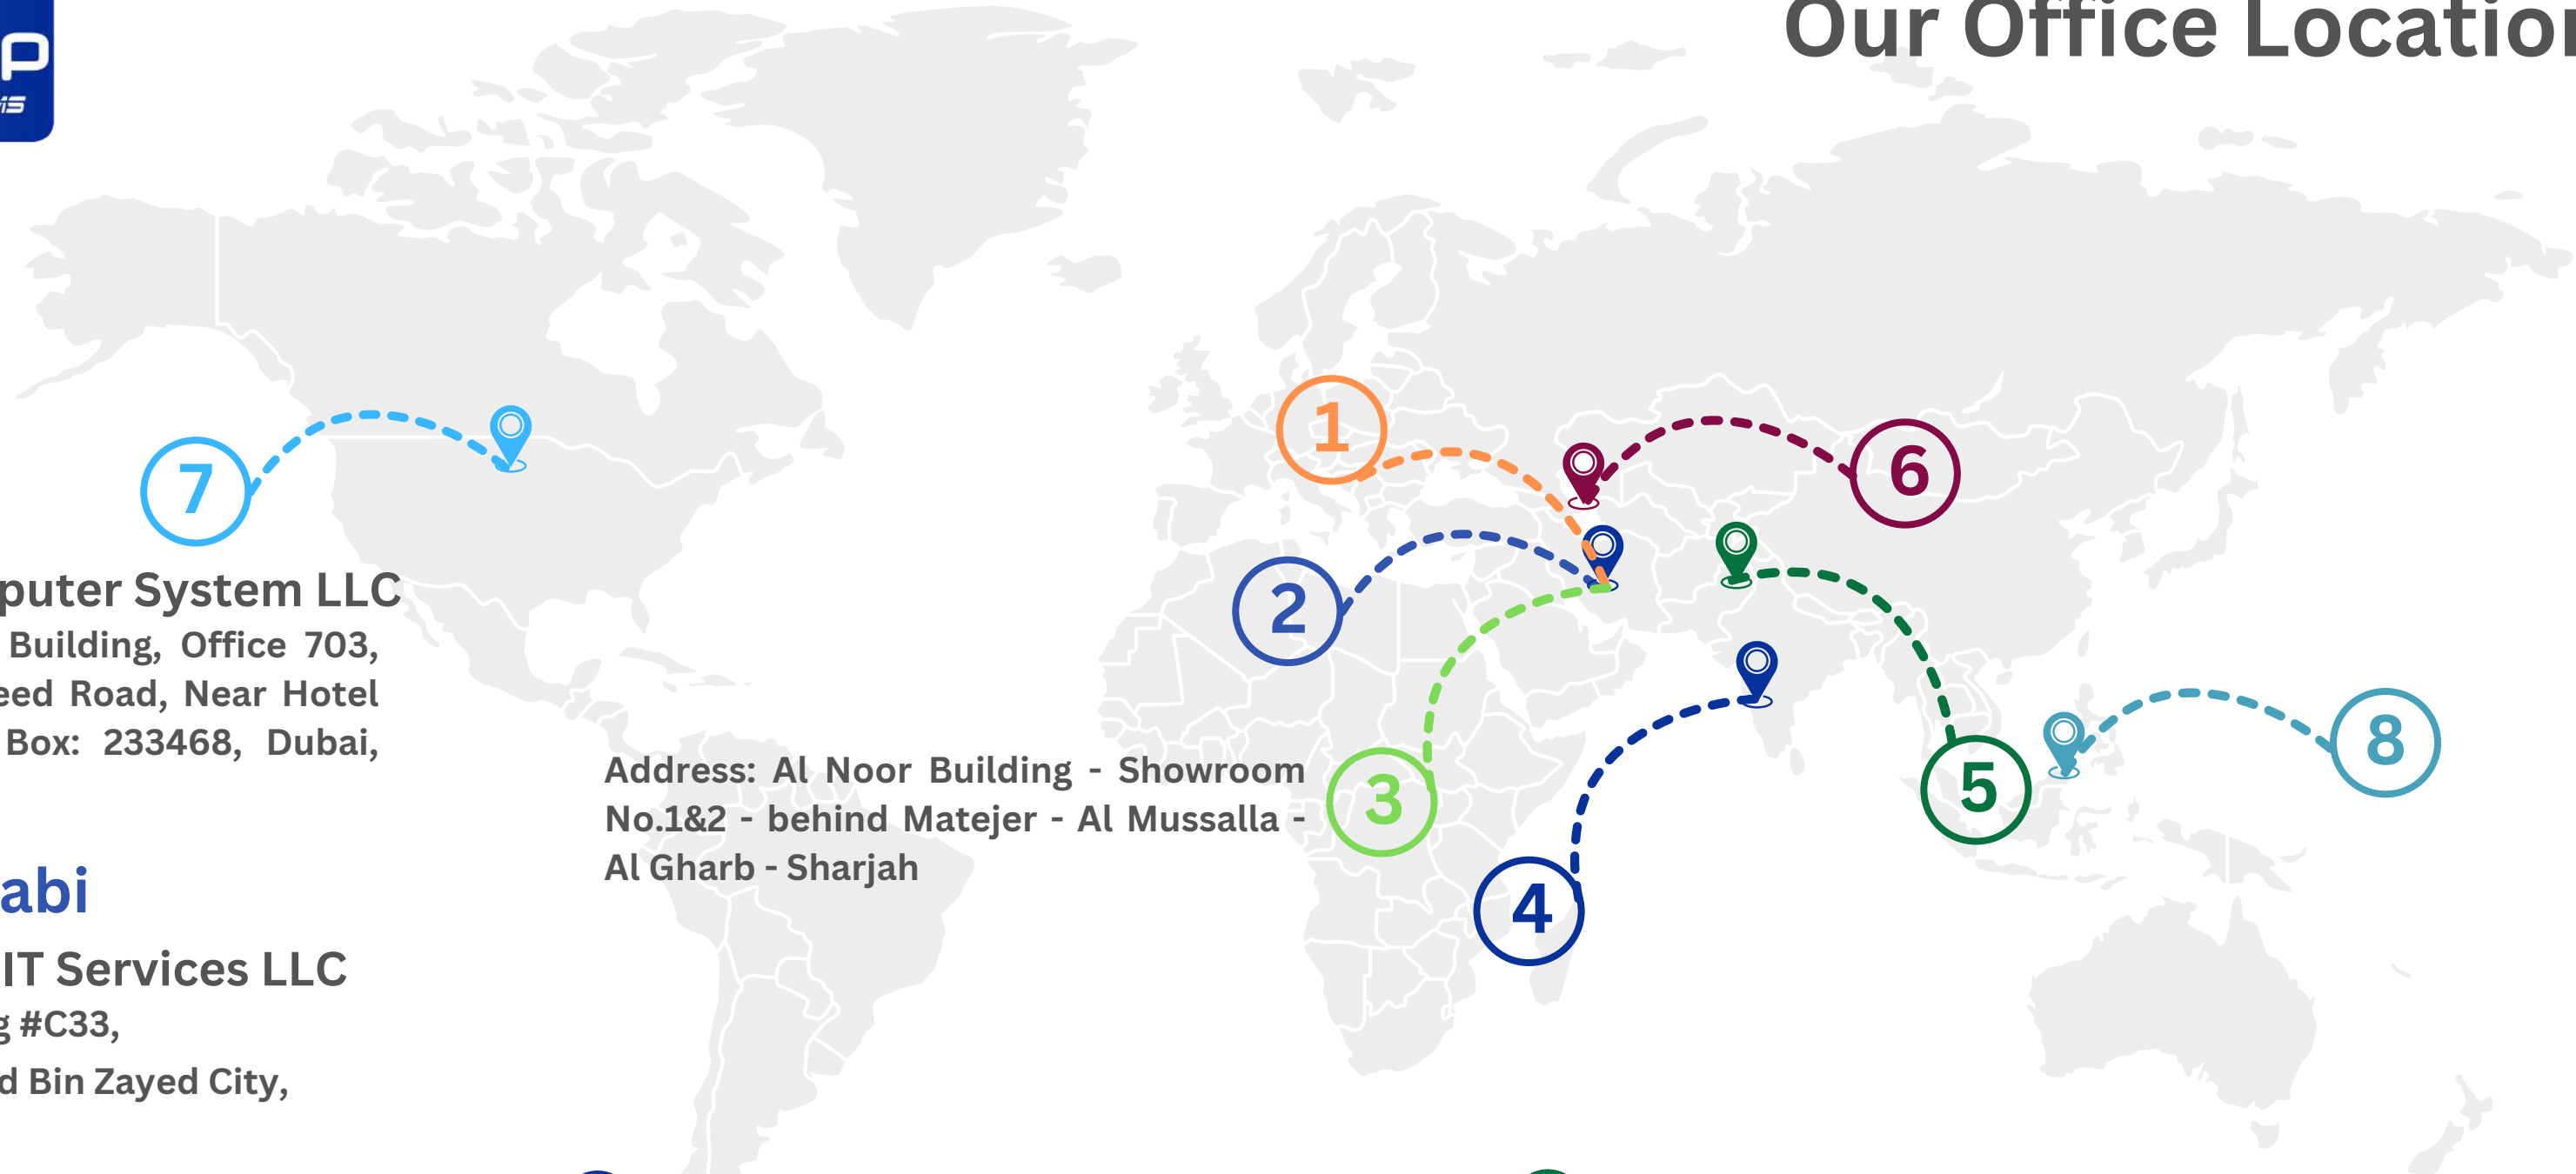 Our Office Location
P
MS
1
6
7
2
puter System LLC
Building, Office 703,
eed Road, Near Hotel
Box: 233468, Dubai,
8
Address: Al Noor Building - Showroom
No.1&2 - behind Matejer - Al Mussalla -
Al Gharb - Sharjah
3
5
4
abi
IT Services LLC
g #C33,
d Bin Zayed City,